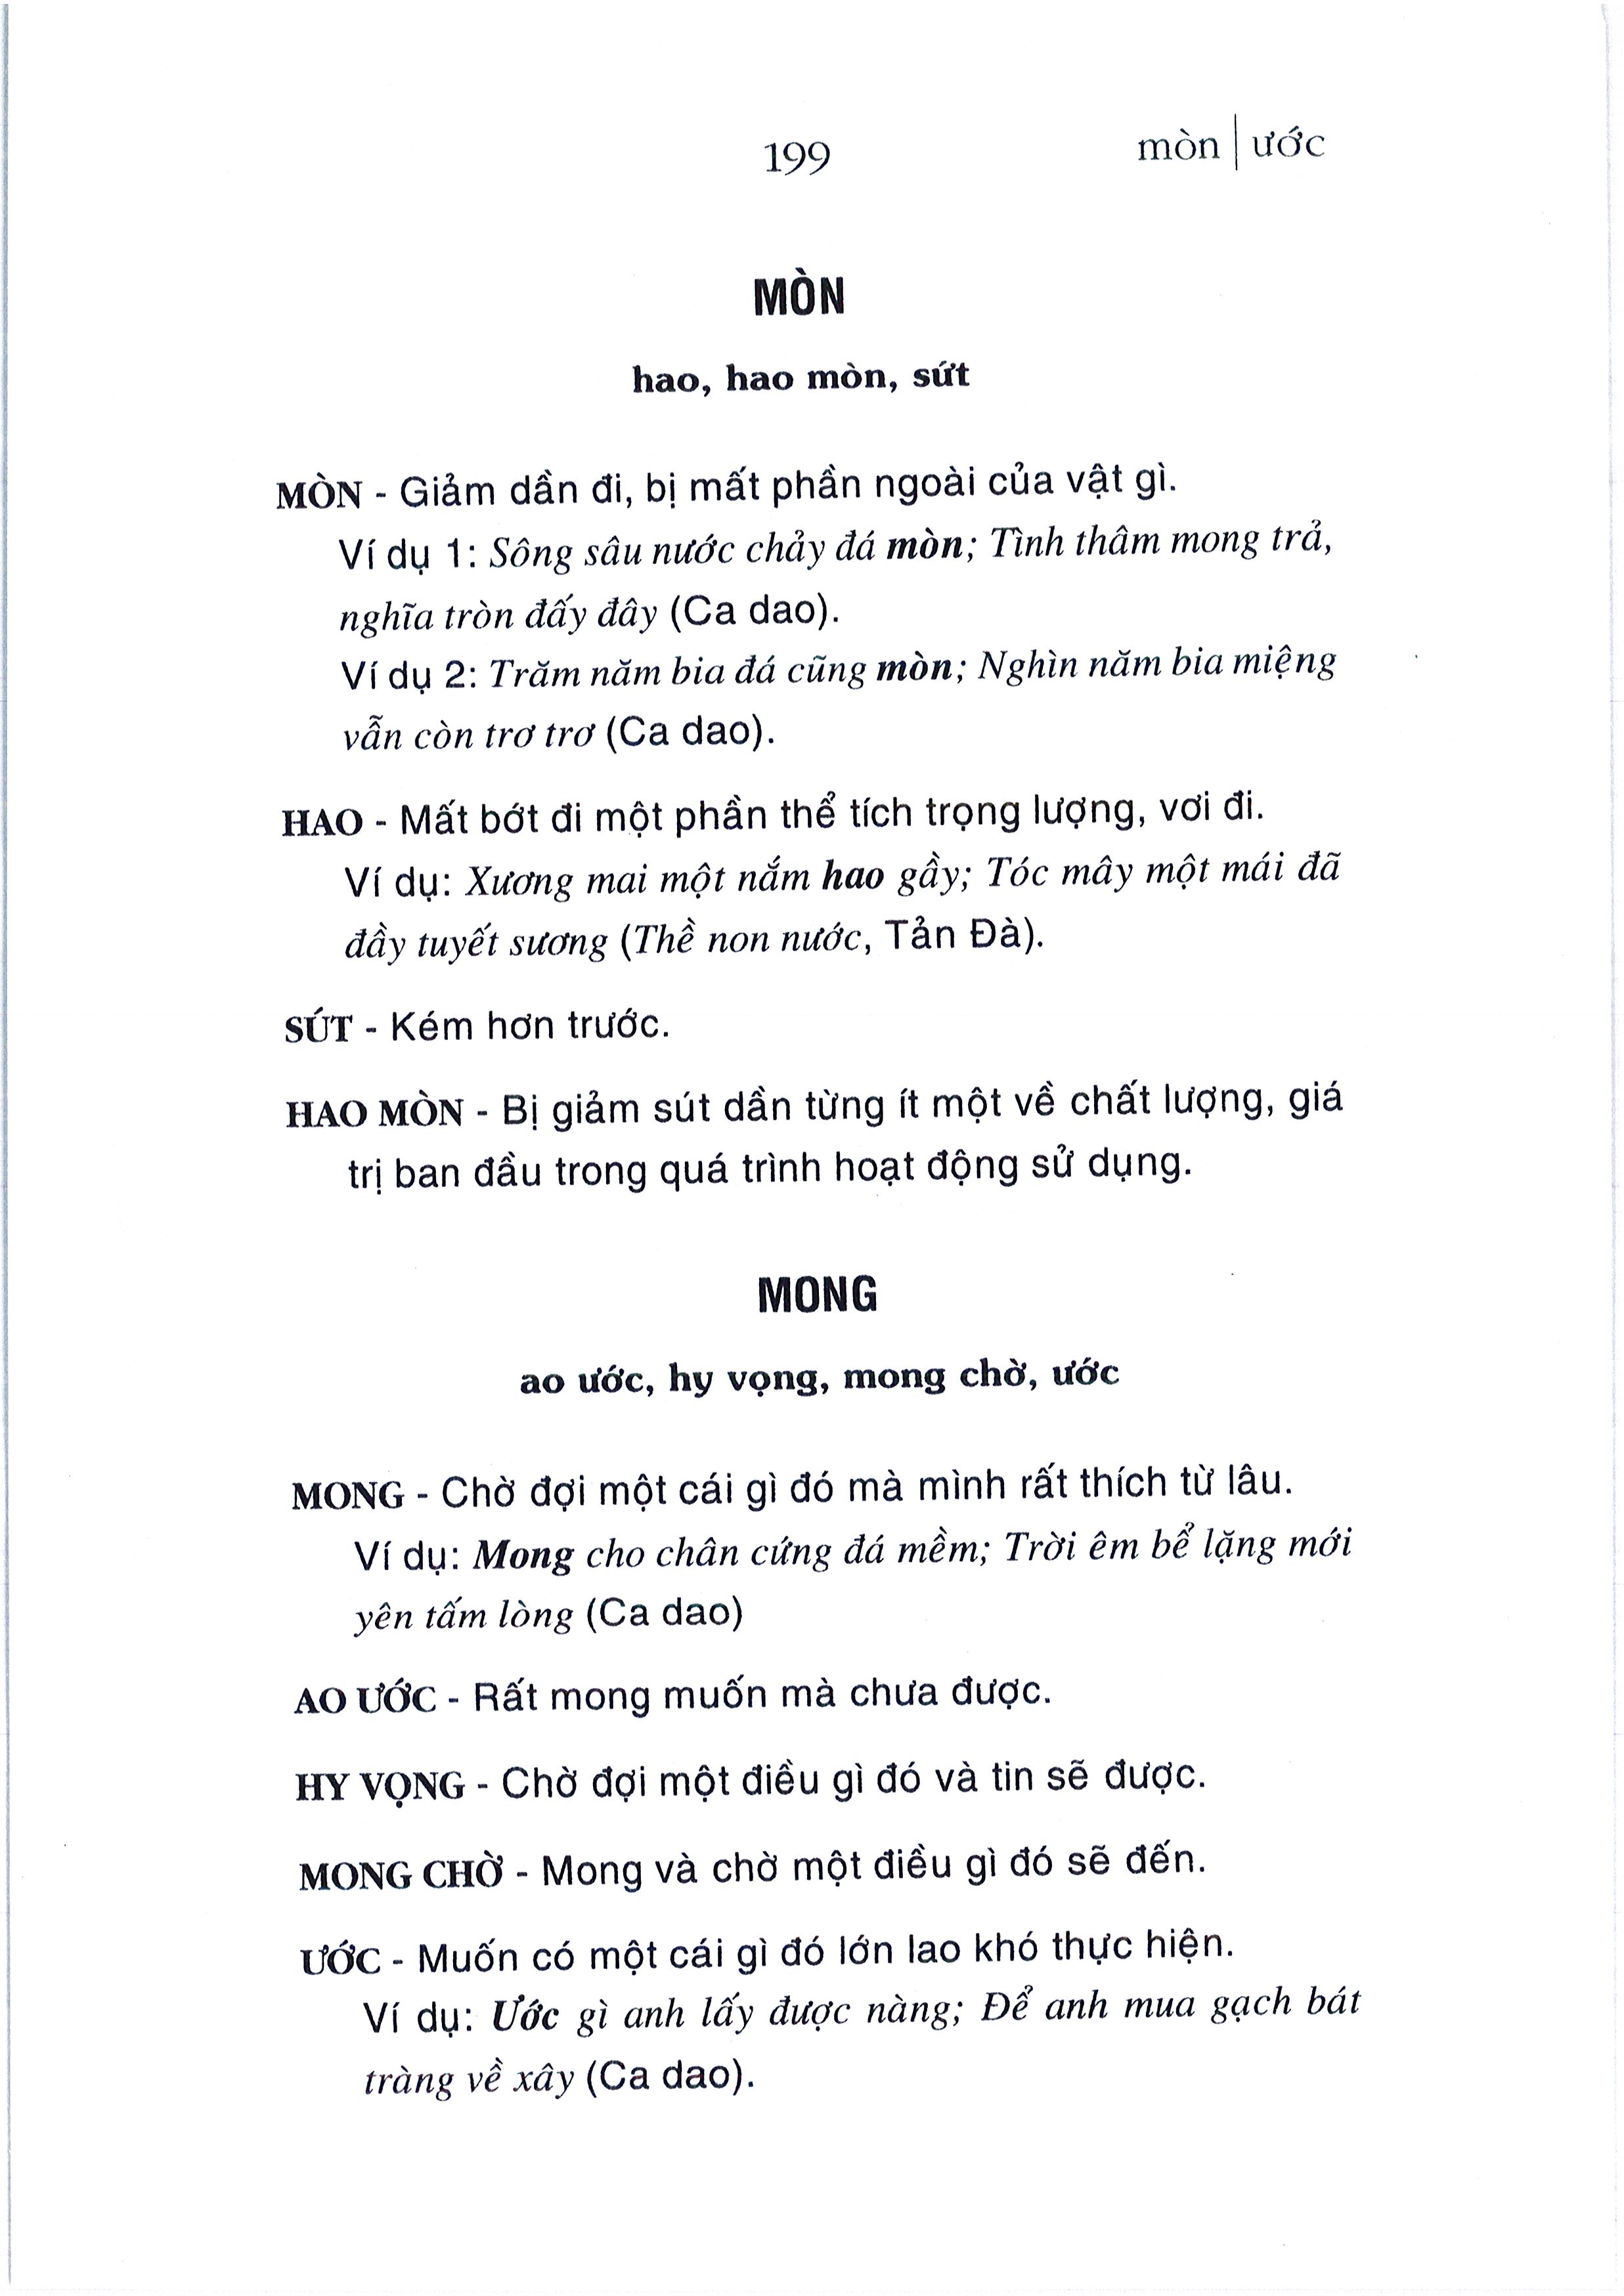 199
mòn | ước
MÒN
hao, hao mòn, sứt
MÒN - Giảm dần đi, bị mất phần ngoài của vật gì.
Ví dụ 1: Sông sâu nước chảy đá mòn; Tình thâm mong trả,
nghĩa tròn đấy đây (Ca dao).
Ví dụ 2: Trăm năm bia đá cũng mòn; Nghìn năm bia miệng
vẫn còn trơ trơ (Ca dao).
HAO - Mất bớt đi một phần thể tích trọng lượng, vơi đi.
Ví dụ: Xương mai một nắm hao gầy; Tóc mây một mái đã
đầy tuyết sương (Thề non nước, Tản Đà).
SÚT - Kém hơn trước.
HAO MÒN - Bị giảm sút dần từng ít một về chất lượng, giá
trị ban đầu trong quá trình hoạt động sử dụng.
MONG
ao ước, hy vọng, mong chờ, ước
MONG - Chờ đợi một cái gì đó mà mình rất thích từ lâu.
Ví dụ: Mong cho chân cứng đá mềm; Trời êm bể lặng mới
yên tấm lòng (Ca dao)
AO ƯỚC - Rất mong muốn mà chưa được.
HY VỌNG - Chờ đợi một điều gì đó và tin sẽ được.
MONG CHỜ - Mong và chờ một điều gì đó sẽ đến.
ƯỚC - Muốn có một cái gì đó lớn lao khó thực hiện.
Ví dụ: Ước gì anh lấy được nàng; Để anh mua gạch bát
tràng về xây (Ca dao).